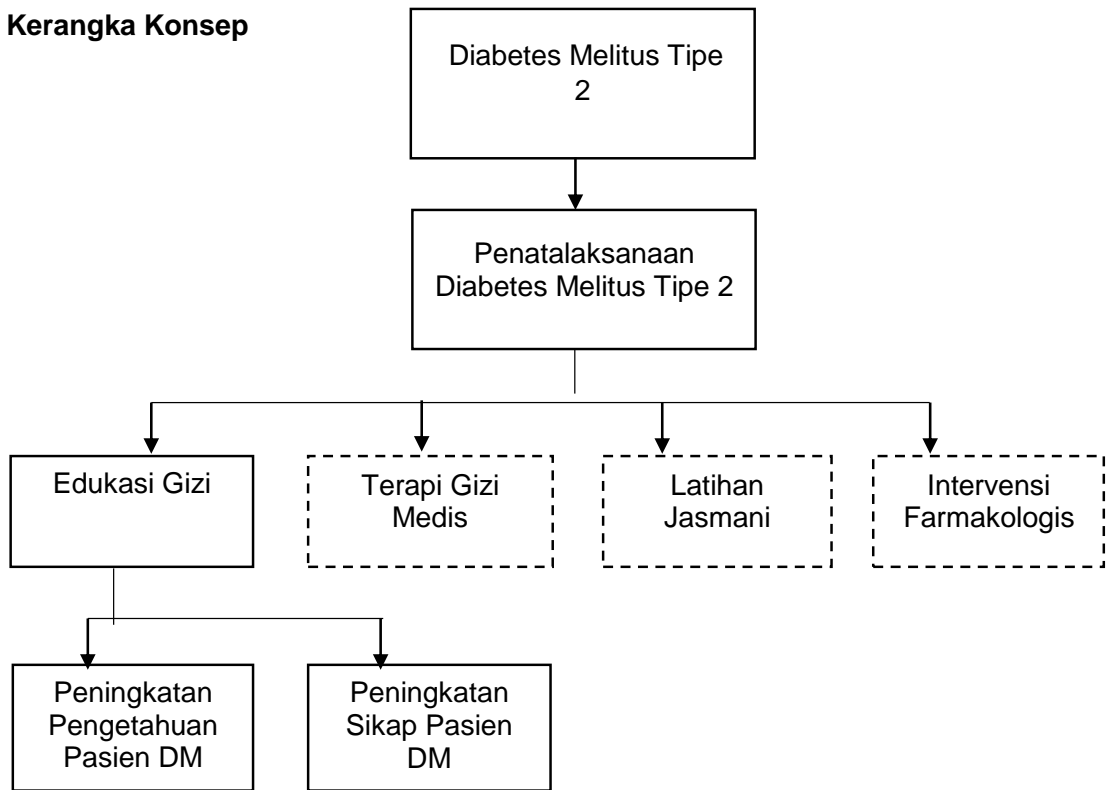 Kerangka Konsep
Diabetes Melitus Tipe
2
Penatalaksanaan
Diabetes Melitus Tipe 2
Edukasi Gizi
Terapi Gizi
Medis
Latihan
Jasmani
Intervensi
Farmakologis
Peningkatan
Pengetahuan
Pasien DM
Peningkatan
Sikap Pasien
DM